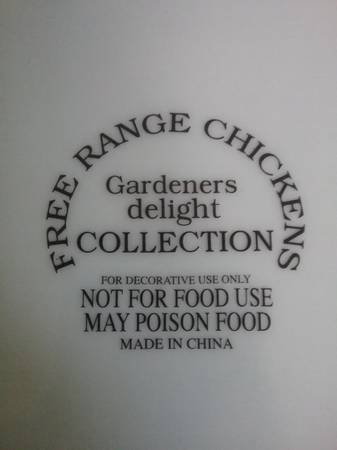 FREE RANGE CHICKENS
Gardeners
delight
COLLECTION
FOR DECORATIVE USE ONLY
NOT FOR FOOD USE
MAY POISON FOOD
MADE IN CHINA